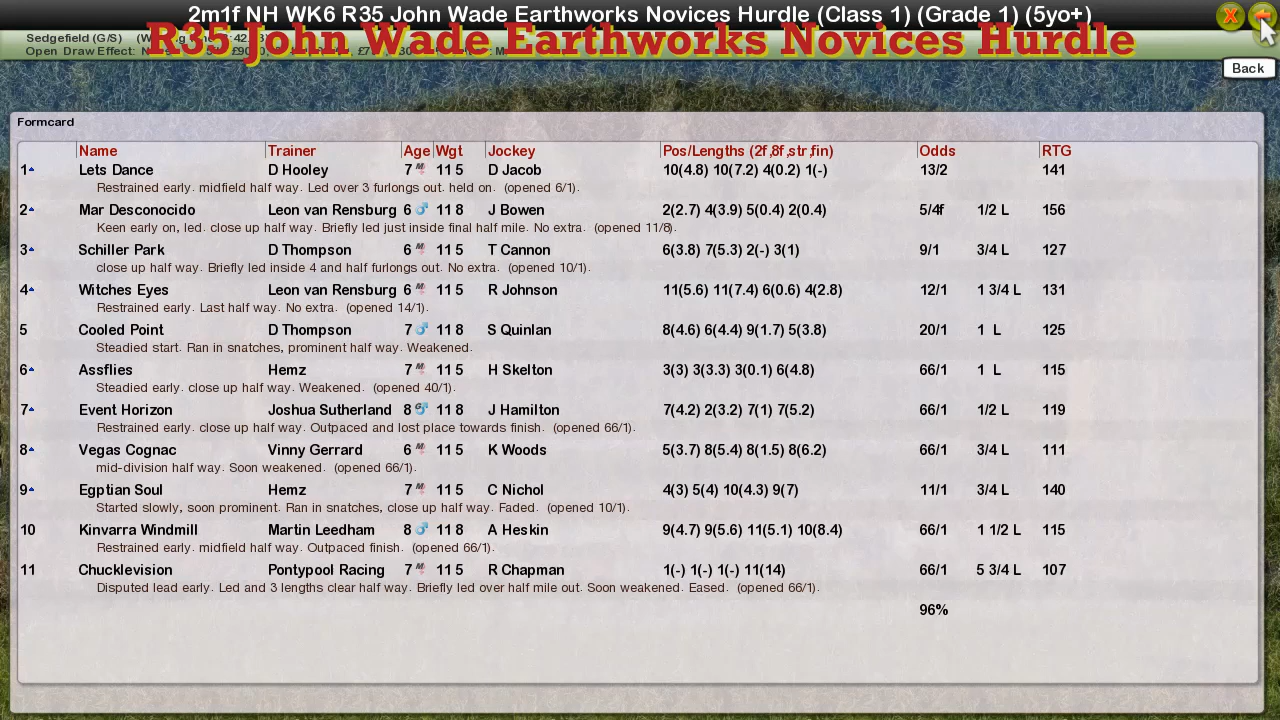 2m1f NH WK6 R35 John Wade Earthworks Novices Hurdle (Class 1) (Grade 1) (5yo+)
R35 John Wade Earthworks Novices Hurdle
Sedgefield (G/S)
Open Draw Effect:
X
Back
Formcard
Name Trainer Age Wgt Jockey Pos/Lengths (2f,8f,str,fin) Odds RTG
1 Lets Dance D Hooley 7 11 5 D Jacob 10(4.8) 10(7.2) 4(0.2) 1(-) 13/2 141
Restrained early. midfield half way. Led over 3 furlongs out. held on. (opened 6/1).
2 Mar Desconocido Leon van Rensburg 6 11 8 J Bowen 2(2.7) 4(3.9) 5(0.4) 2(0.4) 5/4f 1/2 L 156
Keen early on, led. close up half way. Briefly led just inside final half mile. No extra. (opened 11/8).
3 Schiller Park D Thompson 6 11 5 T Cannon 6(3.8) 7(5.3) 2(-) 3(1) 9/1 3/4 L 127
close up half way. Briefly led inside 4 and half furlongs out. No extra. (opened 10/1).
4 Witches Eyes Leon van Rensburg 6 11 5 R Johnson 11(5.6) 11(7.4) 6(0.6) 4(2.8) 12/1 1 3/4 L 131
Restrained early. Last half way. No extra. (opened 14/1).
5 Cooled Point D Thompson 7 11 8 S Quinlan 8(4.6) 6(4.4) 9(1.7) 5(3.8) 20/1 1 L 125
Steadied start. Ran in snatches, prominent half way. Weakened.
6 Assflies Hemz 7 11 5 H Skelton 3(3) 3(3.3) 3(0.1) 6(4.8) 66/1 1 L 115
Steadied early. close up half way. Weakened. (opened 40/1).
7 Event Horizon Joshua Sutherland 8 11 8 J Hamilton 7(4.2) 2(3.2) 7(1) 7(5.2) 66/1 1/2 L 119
Restrained early. close up half way. Outpaced and lost place towards finish. (opened 66/1).
8 Vegas Cognac Vinny Gerrard 6 11 5 K Woods 5(3.7) 8(5.4) 8(1.5) 8(6.2) 66/1 3/4 L 111
mid-division half way. Soon weakened. (opened 66/1).
9 Egptian Soul Hemz 7 11 5 C Nichol 4(3) 5(4) 10(4.3) 9(7) 11/1 3/4 L 140
Started slowly, soon prominent. Ran in snatches, close up half way. Faded. (opened 10/1).
10 Kinvarra Windmill Martin Leedham 8 11 8 A Heskin 9(4.7) 9(5.6) 11(5.1) 10(8.4) 66/1 1 1/2 L 115
Restrained early. midfield half way. Outpaced finish. (opened 66/1).
11 Chucklevision Pontypool Racing 7 11 5 R Chapman 1(-) 1(-) 1(-) 11(14) 66/1 5 3/4 L 107
Disputed lead early. Led and 3 lengths clear half way. Briefly led over half mile out. Soon weakened. Eased. (opened 66/1).
96%